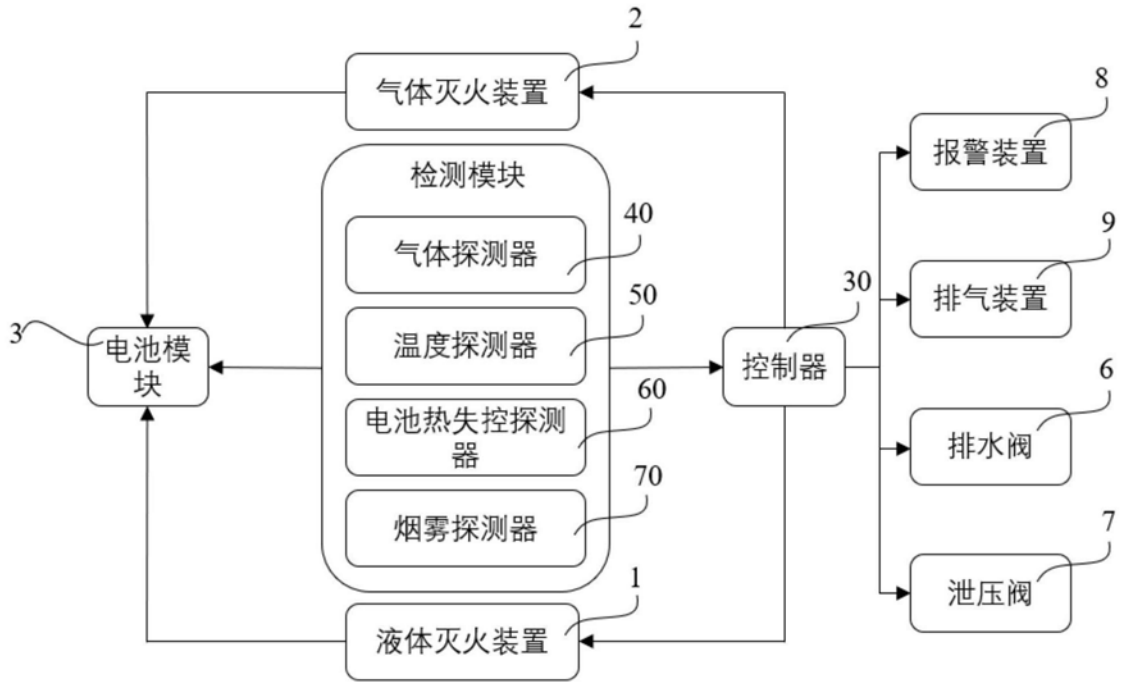 2
气体灭火装置
8
报警装置
检测模块
40
气体探测器
9
排气装置
50
温度探测器
30
控制器
3
电池模
块
60
电池热失控探测
器
6
排水阀
70
烟雾探测器
7
泄压阀
1
液体灭火装置